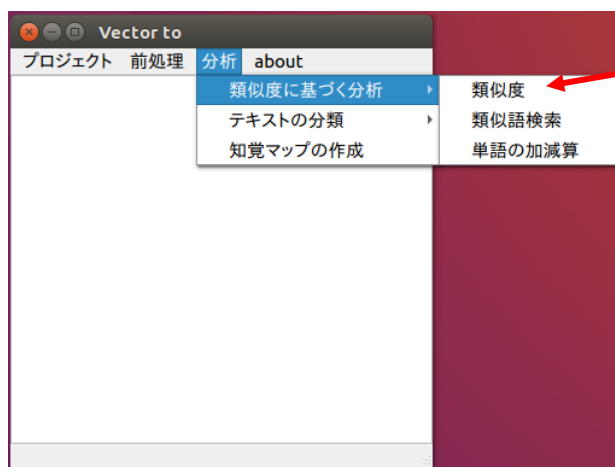 Vector to
プロジェクト 前処理 分析 about
類似度に基づく分析
テキストの分類
知覚マップの作成
類似度
類似語検索
単語の加減算